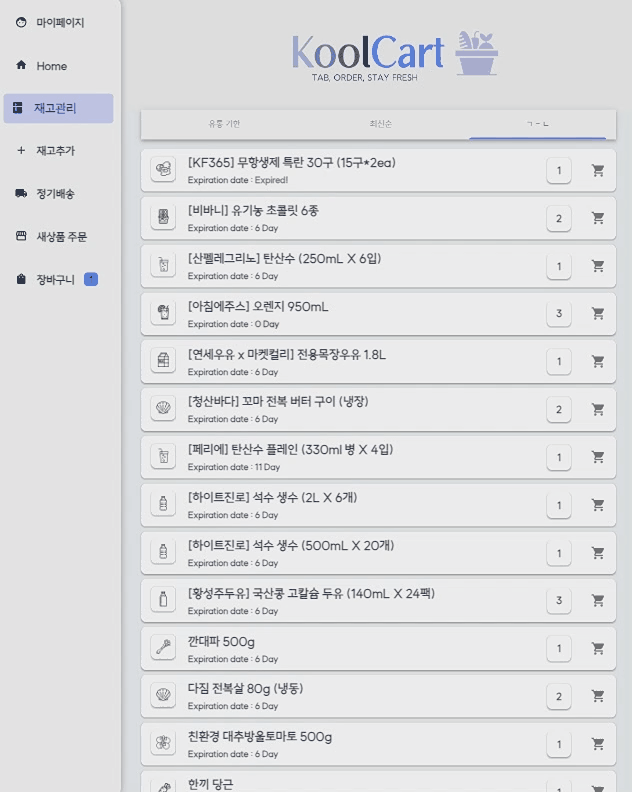 마이페이지
Home
재고관리
재고추가
정기배송
새상품 주문
장바구니
KoolCart
TAB, ORDER, STAY FRESH
유통 기한
최신순
ㄱ - ㄷ
[KF365] 무항생제 특란 30구 (15구*2ea)
Expiration date : Expired!
1
[비바니] 유기농 초콜릿 6종
Expiration date : 6 Day
2
[산펠레그리노] 탄산수 (250mL X 6입)
Expiration date : 6 Day
1
[아침에주스] 오렌지 950mL
Expiration date : 0 Day
3
[연세우유 x 마켓컬리] 전용목장우유 1.8L
Expiration date : 6 Day
1
[청산바다] 꼬마 전복 버터 구이 (냉장)
Expiration date : 6 Day
2
[페리에] 탄산수 플레인 (330ml 병 X 4입)
Expiration date : 11 Day
1
[하이트진로] 석수 생수 (2L X 6개)
Expiration date : 6 Day
1
[하이트진로] 석수 생수 (500mL X 20개)
Expiration date : 6 Day
1
[황성주두유] 국산콩 고칼슘 두유 (140mL X 24팩)
Expiration date : 6 Day
3
깐대파 500g
Expiration date : 6 Day
1
다짐 전복살 80g (냉동)
Expiration date : 6 Day
2
친환경 대추방울토마토 500g
Expiration date : 6 Day
1
한끼 당근